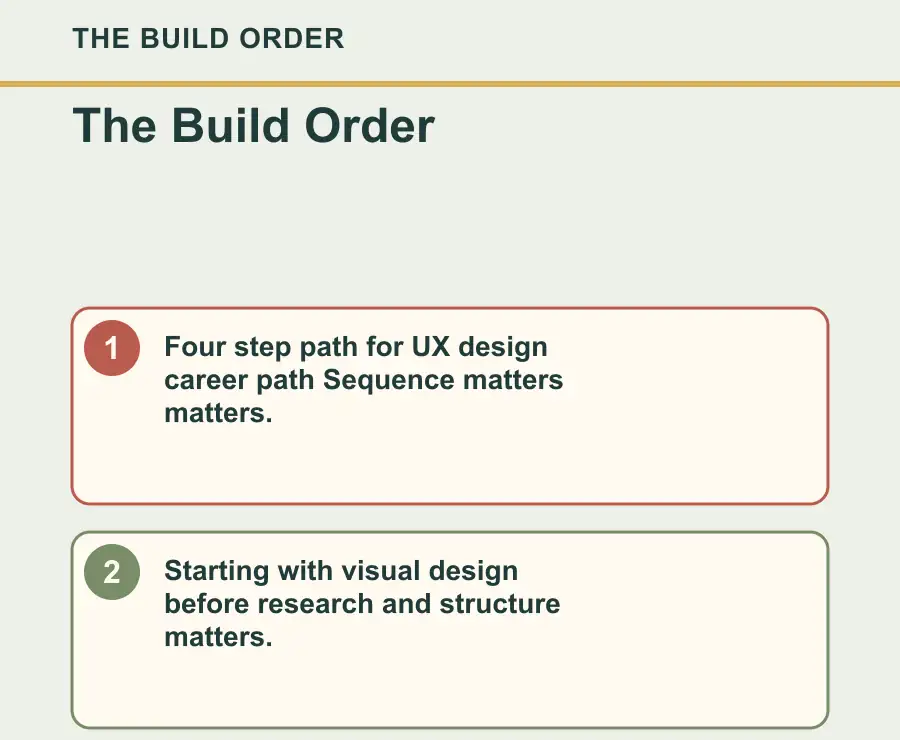 THE BUILD ORDER
The Build Order
1
Four step path for UX design
career path Sequence matters
matters.
2
Starting with visual design
before research and structure
matters.